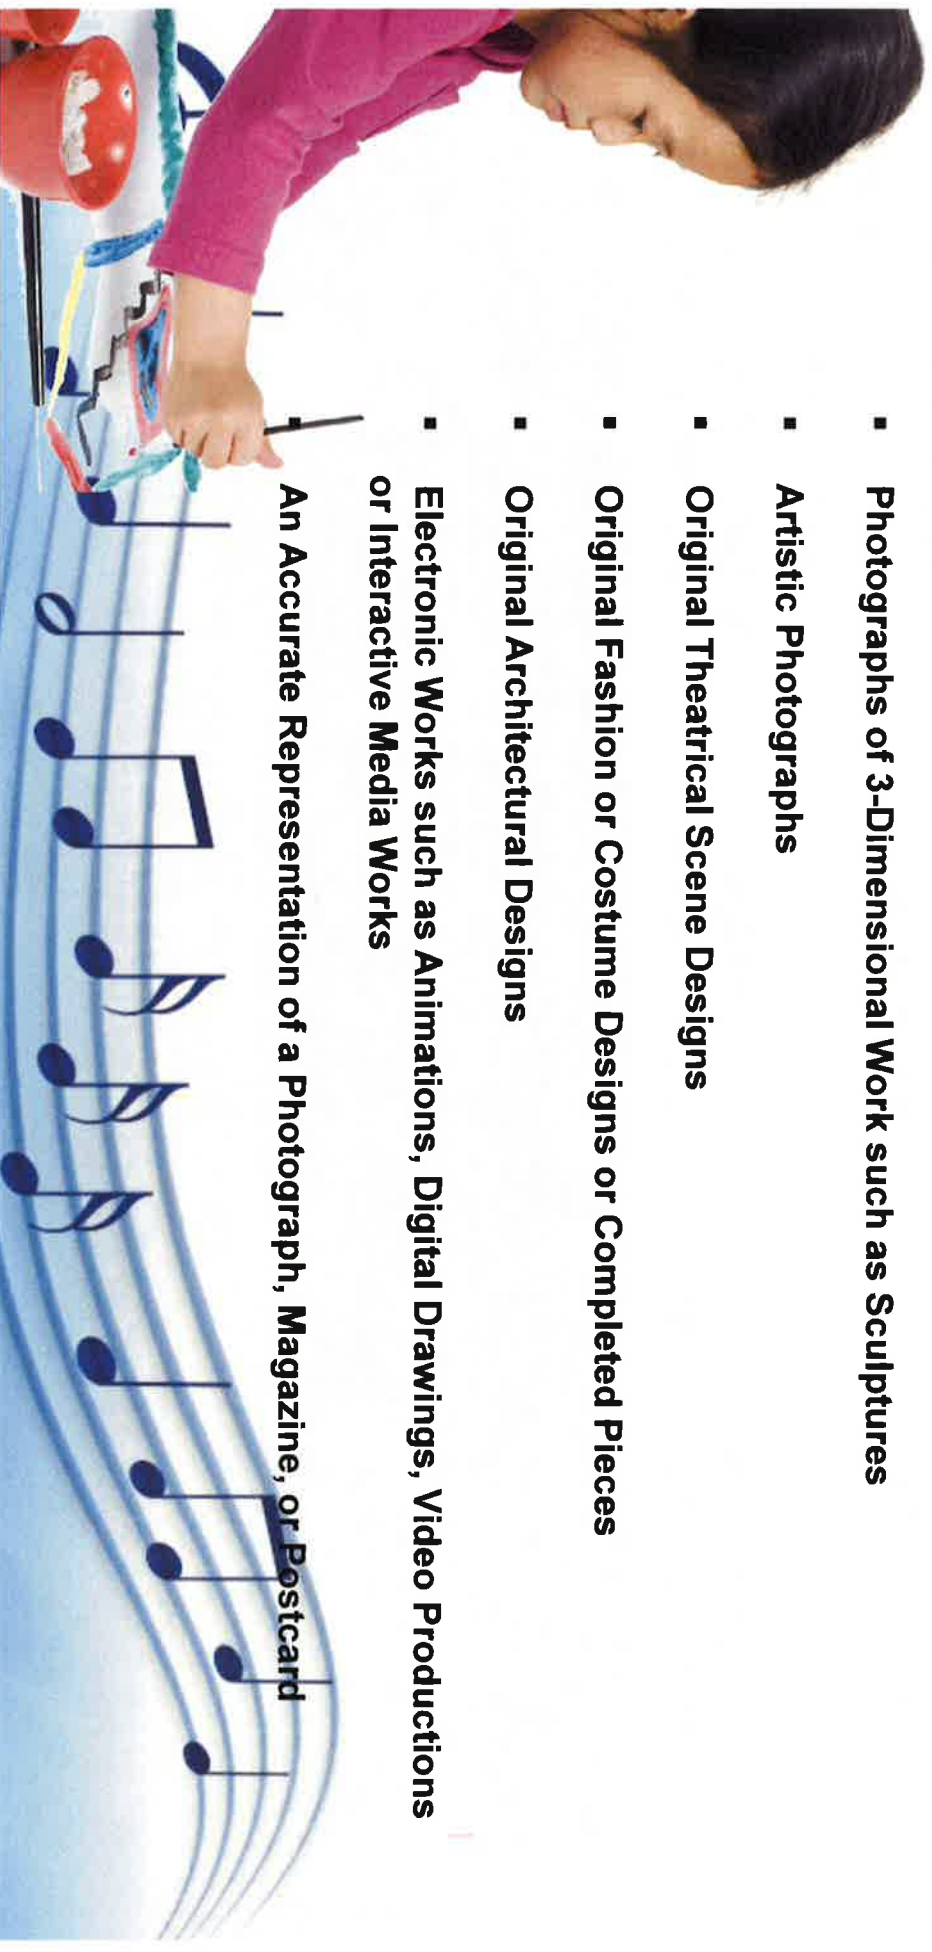 ▪ Photographs of 3-Dimensional Work such as Sculptures
▪ Artistic Photographs
▪ Original Theatrical Scene Designs
▪ Original Fashion or Costume Designs or Completed Pieces
▪ Original Architectural Designs
▪ Electronic Works such as Animations, Digital Drawings, Video Productions
or Interactive Media Works
▪ An Accurate Representation of a Photograph, Magazine, or Postcard